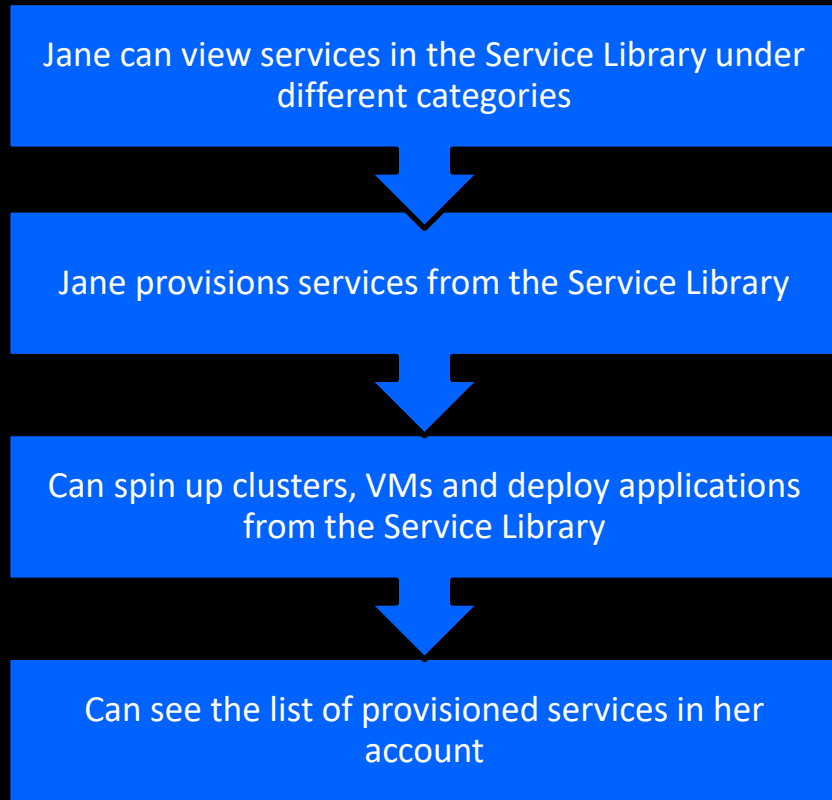 Jane can view services in the Service Library under
different categories
Jane provisions services from the Service Library
Can spin up clusters, VMs and deploy applications
from the Service Library
Can see the list of provisioned services in her
account